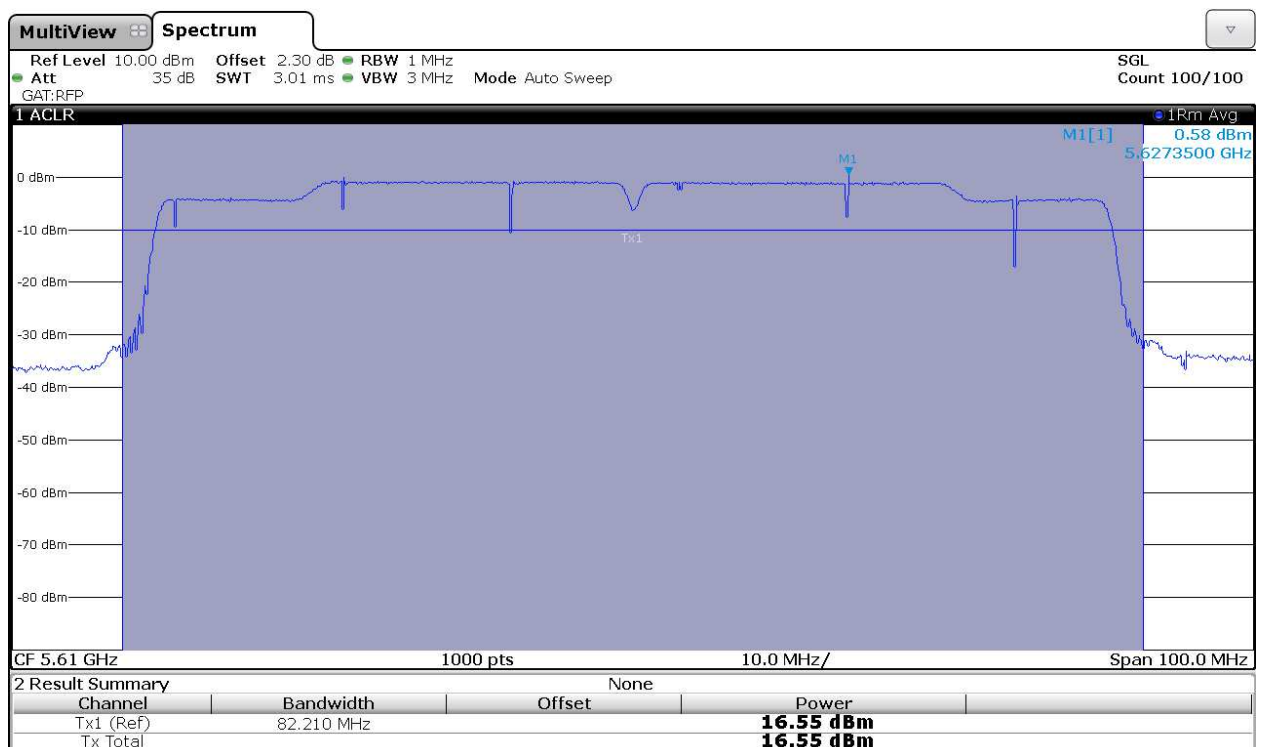 MultiView Spectrum
Ref Level 10.00 dBm Offset 2.30 dB RBW 1 MHz SGL
Att 35 dB SWT 3.01 ms VBW 3 MHz Mode Auto Sweep Count 100/100
GAT:RFP
1 ACLR 1Rm Avg
M1[1] 0.58 dBm
5.6273500 GHz
M1
0 dBm
-10 dBm
Tx1
-20 dBm
-30 dBm
-40 dBm
-50 dBm
-60 dBm
-70 dBm
-80 dBm
CF 5.61 GHz 1000 pts 10.0 MHz/ Span 100.0 MHz
2 Result Summary None
Channel Bandwidth Offset Power
Tx1 (Ref) 82.210 MHz 16.55 dBm
Tx Total 16.55 dBm